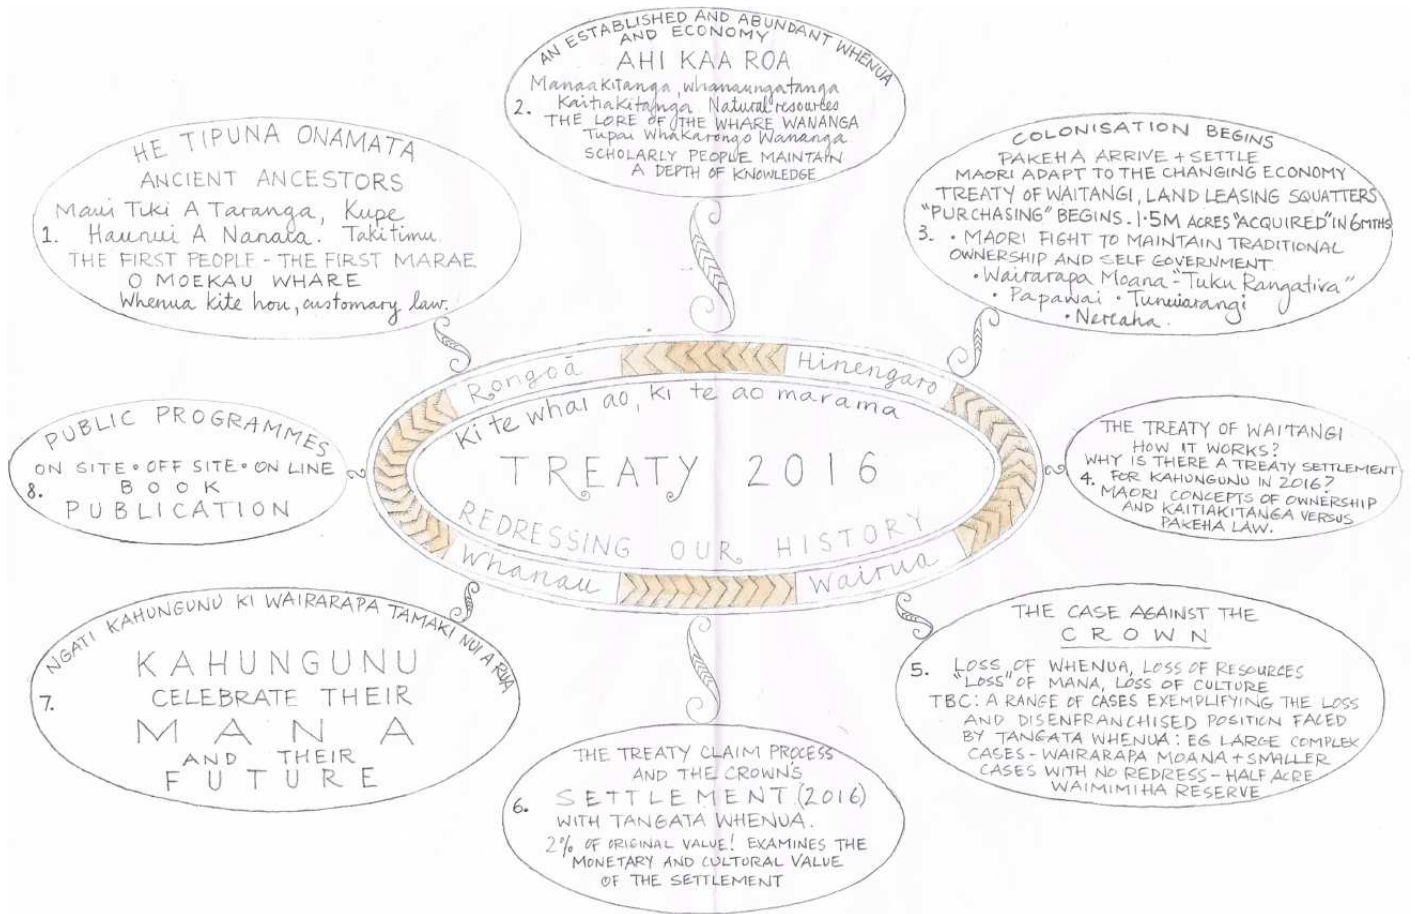 HE TIPUNA ONAMATA
ANCIENT ANCESTORS
Maui Tiki A Taranga, Kupe
1. Haunui A Nanaia. Takitimu.
THE FIRST PEOPLE - THE FIRST MARAE
O MOEKAU WHARE
Whenua kite hou, customary law.
AN ESTABLISHED AND ABUNDANT WHENUA
AND ECONOMY
AHI KAA ROA
Manaakitanga, whanaungatanga
2. Kaitiakitanga Natural resources
THE LORE OF THE WHARE WANANGA
Tupai Whakarongo Wananga
SCHOLARLY PEOPLE MAINTAIN
A DEPTH OF KNOWLEDGE
COLONISATION BEGINS
PAKEHA ARRIVE + SETTLE
MAORI ADAPT TO THE CHANGING ECONOMY
TREATY OF WAITANGI, LAND LEASING SQUATTERS
"PURCHASING" BEGINS. 1.5M ACRES "ACQUIRED" IN 6MTHS
3. • MAORI FIGHT TO MAINTAIN TRADITIONAL
OWNERSHIP AND SELF GOVERNMENT.
• Wairarapa Moana - "Tuku Rangatira"
• Papawai • Tunuiarangi
• Nereaha.
THE TREATY OF WAITANGI
HOW IT WORKS?
WHY IS THERE A TREATY SETTLEMENT
4. FOR KAHUNGUNU IN 2016?
MAORI CONCEPTS OF OWNERSHIP
AND KAITIAKITANGA VERSUS
PAKEHA LAW.
THE CASE AGAINST THE
CROWN
5. LOSS OF WHENUA, LOSS OF RESOURCES
"LOSS" OF MANA, LOSS OF CULTURE
TBC: A RANGE OF CASES EXEMPLIFYING THE LOSS
AND DISENFRANCHISED POSITION FACED
BY TANGATA WHENUA: EG LARGE COMPLEX
CASES - WAIRARAPA MOANA + SMALLER
CASES WITH NO REDRESS - HALF ACRE
WAIMIMIHA RESERVE
THE TREATY CLAIM PROCESS
AND THE CROWN'S
6. SETTLEMENT (2016)
WITH TANGATA WHENUA.
2% OF ORIGINAL VALUE! EXAMINES THE
MONETARY AND CULTURAL VALUE
OF THE SETTLEMENT
NGATI KAHUNGUNU KI WAIRARAPA TAMAKI NUI A RUA
KAHUNGUNU
7. CELEBRATE THEIR
MANA
AND THEIR
FUTURE
PUBLIC PROGRAMMES
ON SITE • OFF SITE • ON LINE
8. BOOK
PUBLICATION
Rongoā
Hinengaro
Ki te whai ao, ki te ao marama
TREATY 2016
REDRESSING OUR HISTORY
Whanau
Wairua